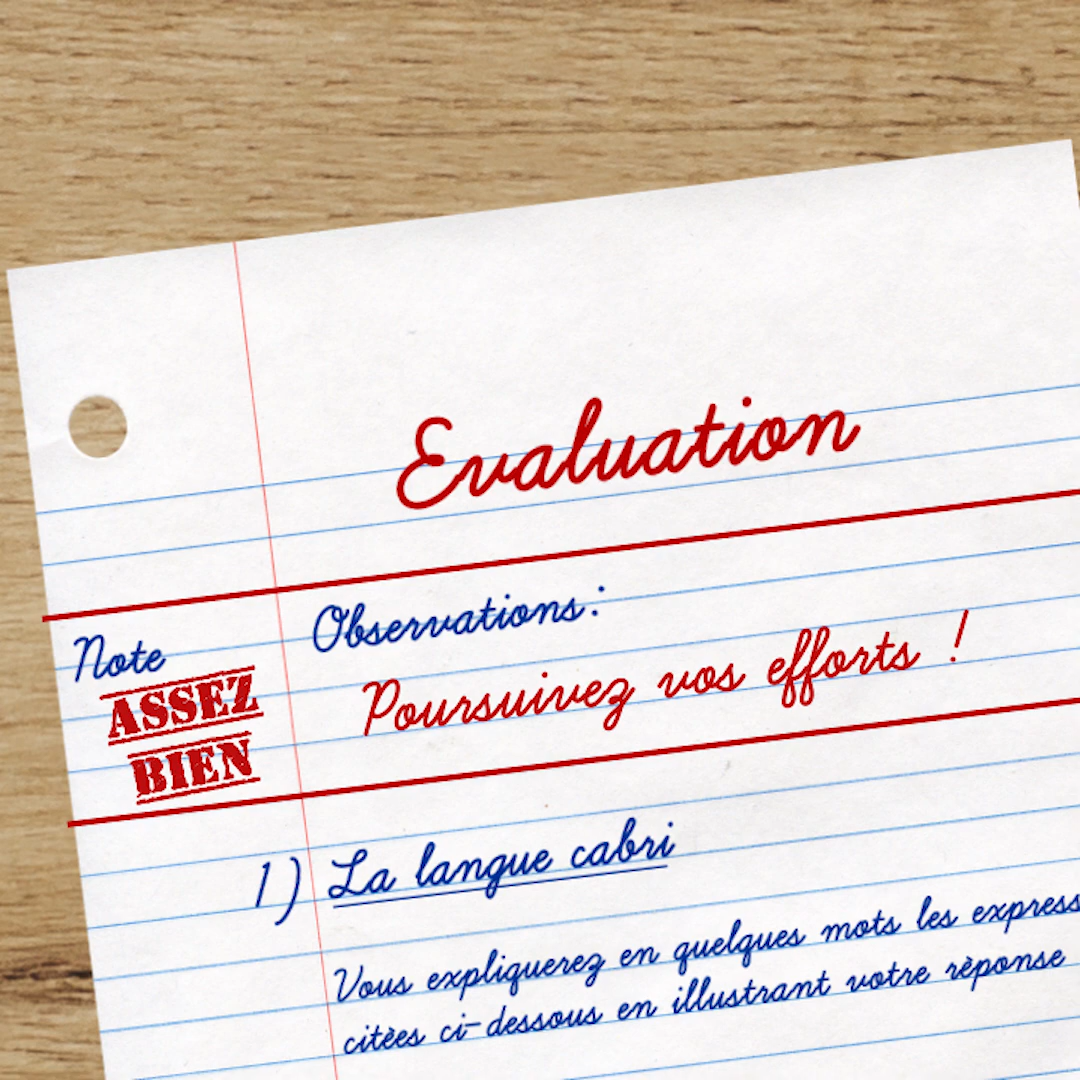 Evaluation
Note
Observations:
ASSEZ
BIEN
Poursuivez vos efforts !
1) La langue cabri
Vous expliquerez en quelques mots les express
citées ci-dessous en illustrant votre réponse